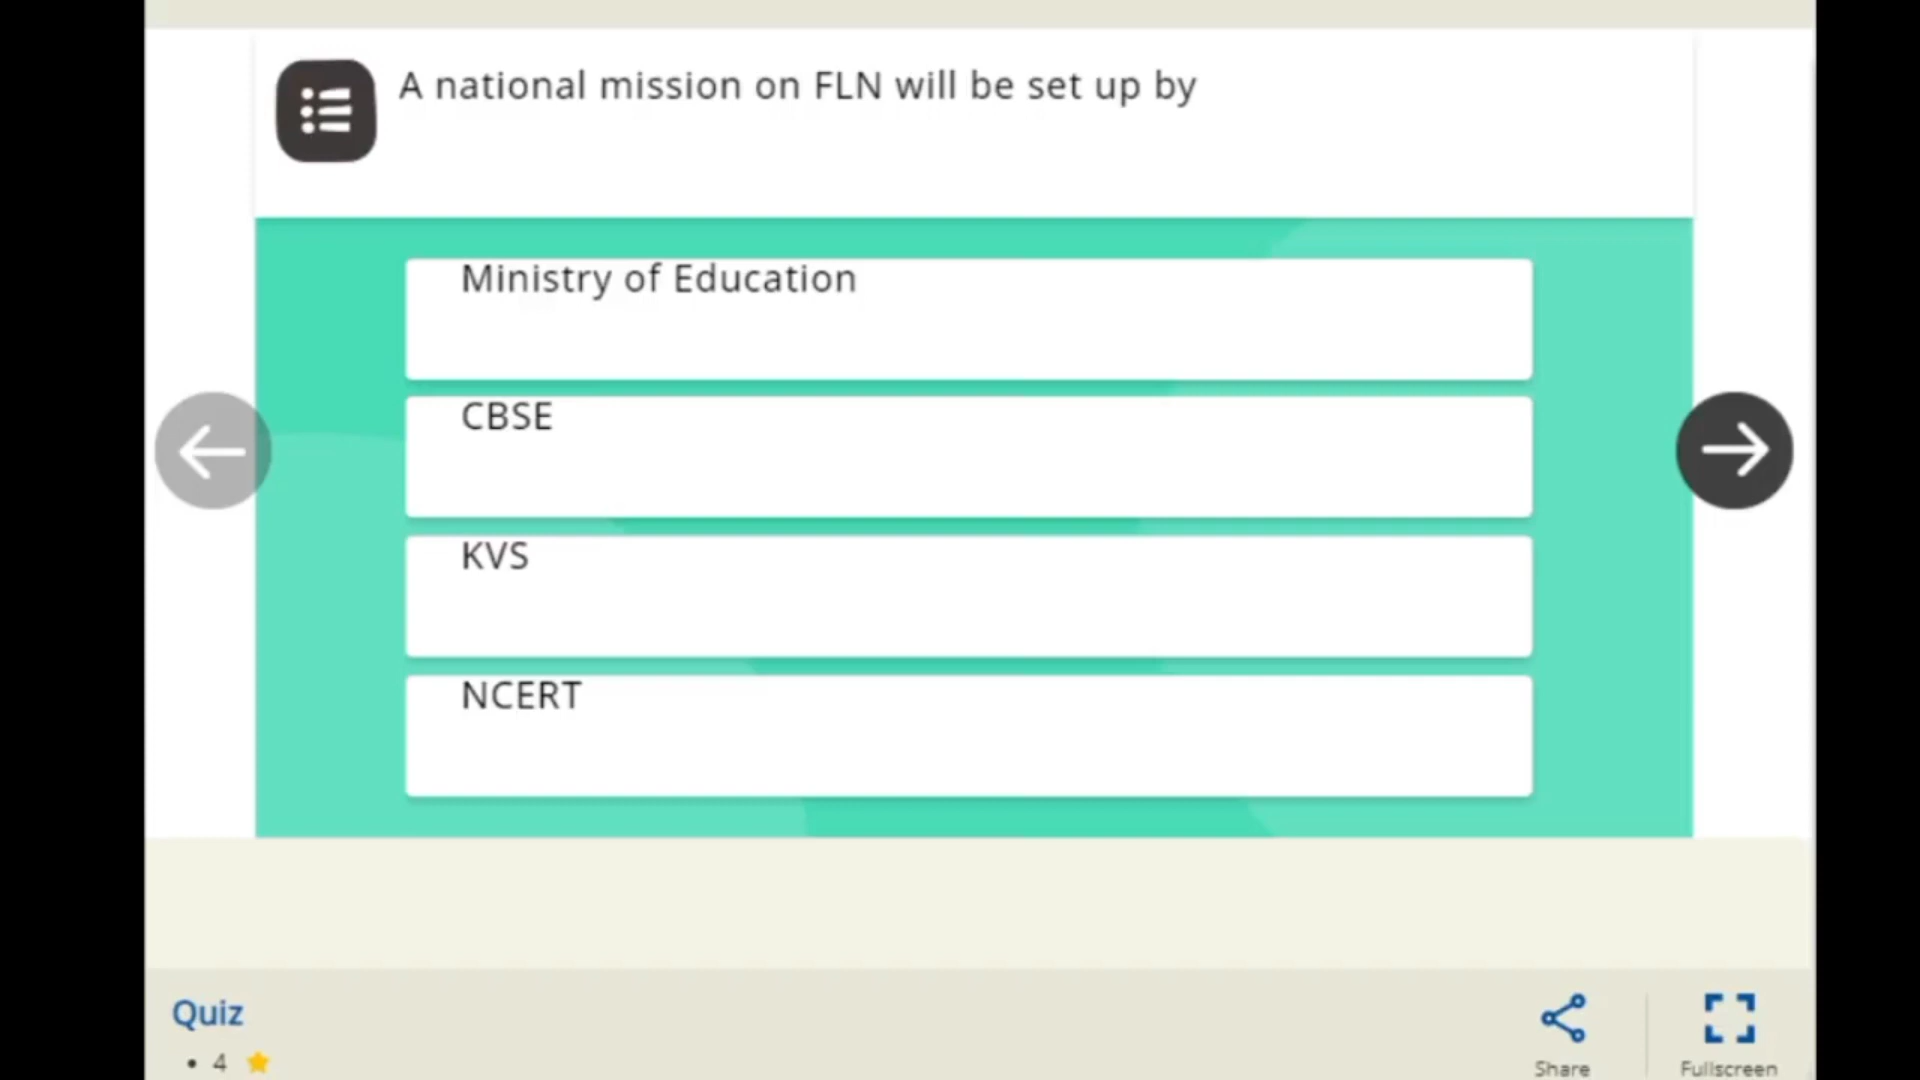 A national mission on FLN will be set up by
Ministry of Education
CBSE
KVS
NCERT
Quiz
• 4
Share
Fullscreen